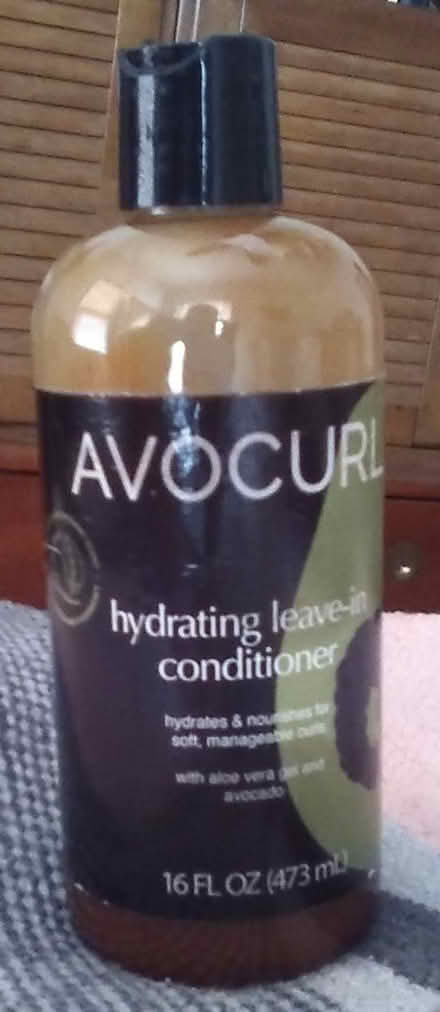 AVOCURL
hydrating leave-in
conditioner
hydrates & nourishes for
soft, manageable curls
with aloe vera gel and
avocado
16 FL OZ (473 mL)